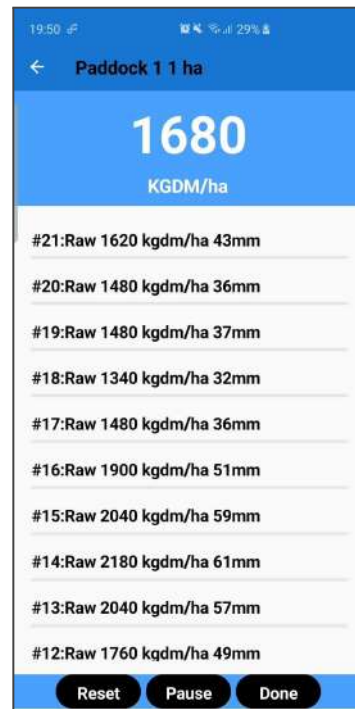 19:50 29%
Paddock 1 1 ha
1680
KGDM/ha
#21:Raw 1620 kgdm/ha 43mm
#20:Raw 1480 kgdm/ha 36mm
#19:Raw 1480 kgdm/ha 37mm
#18:Raw 1340 kgdm/ha 32mm
#17:Raw 1480 kgdm/ha 36mm
#16:Raw 1900 kgdm/ha 51mm
#15:Raw 2040 kgdm/ha 59mm
#14:Raw 2180 kgdm/ha 61mm
#13:Raw 2040 kgdm/ha 57mm
#12:Raw 1760 kgdm/ha 49mm
Reset Pause Done